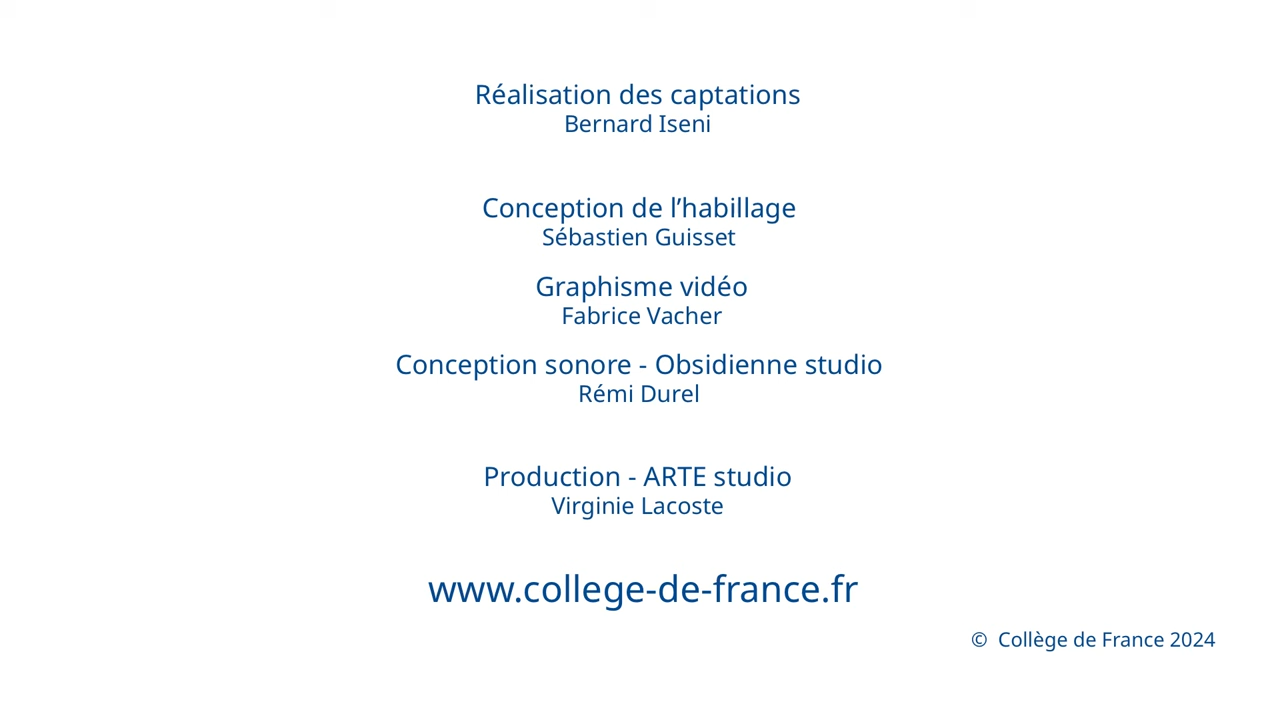 Réalisation des captations
Bernard Iseni
Conception de l’habillage
Sébastien Guisset
Graphisme vidéo
Fabrice Vacher
Conception sonore - Obsidienne studio
Rémi Durel
Production - ARTE studio
Virginie Lacoste
www.college-de-france.fr
© Collège de France 2024